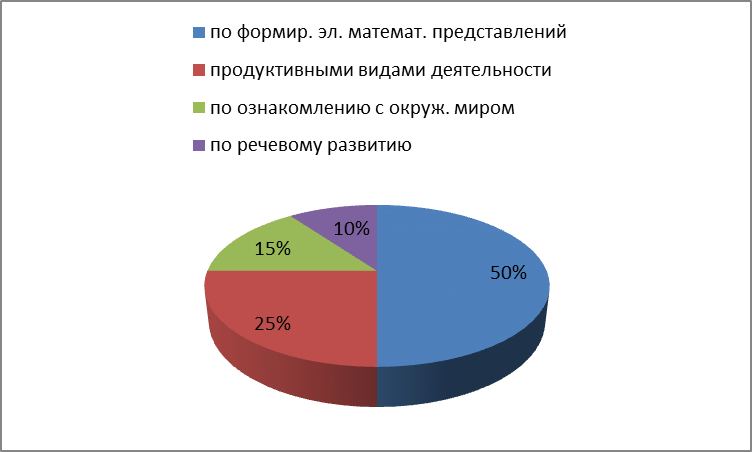 по формир. эл. математ. представлений
продуктивными видами деятельности
по ознакомлению с окруж. миром
по речевому развитию
10%
15%
50%
25%